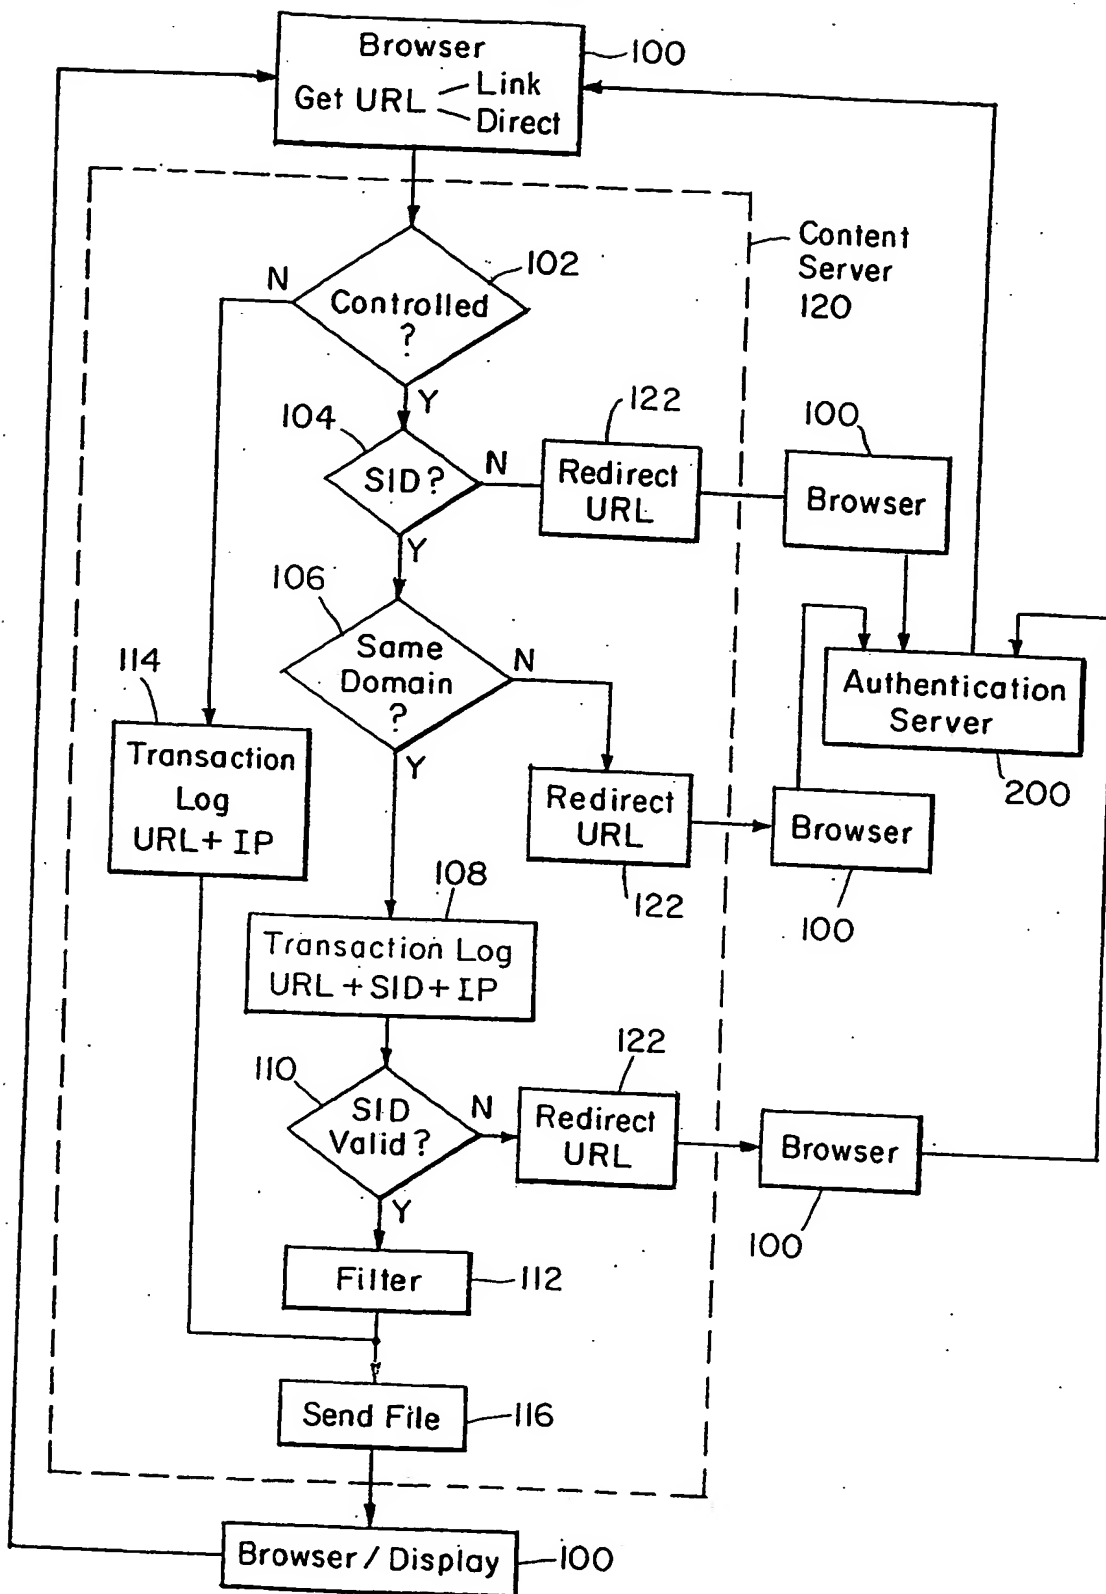 Browser
100
Get URL
Link
Direct
Content
Server
120
N
102
Controlled
?
Y
104
SID?
N
122
Redirect
URL
100
Browser
Y
106
Same
Domain
?
N
Y
Authentication
Server
200
114
Transaction
Log
URL+ IP
Redirect
URL
122
Browser
100
108
Transaction Log
URL+SID+IP
110
SID
Valid?
N
122
Redirect
URL
Browser
100
Y
Filter
112
Send File
116
Browser/Display
100